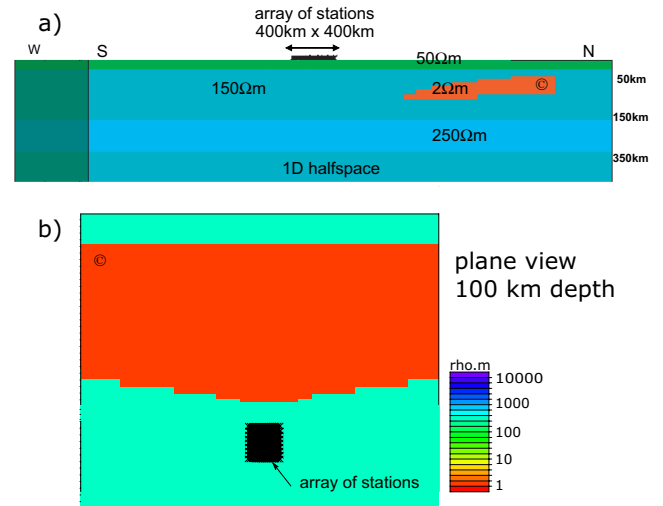 array of stations
400km x 400km
a)
W
S
50Ωm
N
150Ωm
2Ωm
©
50km
150km
250Ωm
350km
1D halfspace
b)
©
plane view
100 km depth
rho.m
10000
1000
100
10
1
array of stations